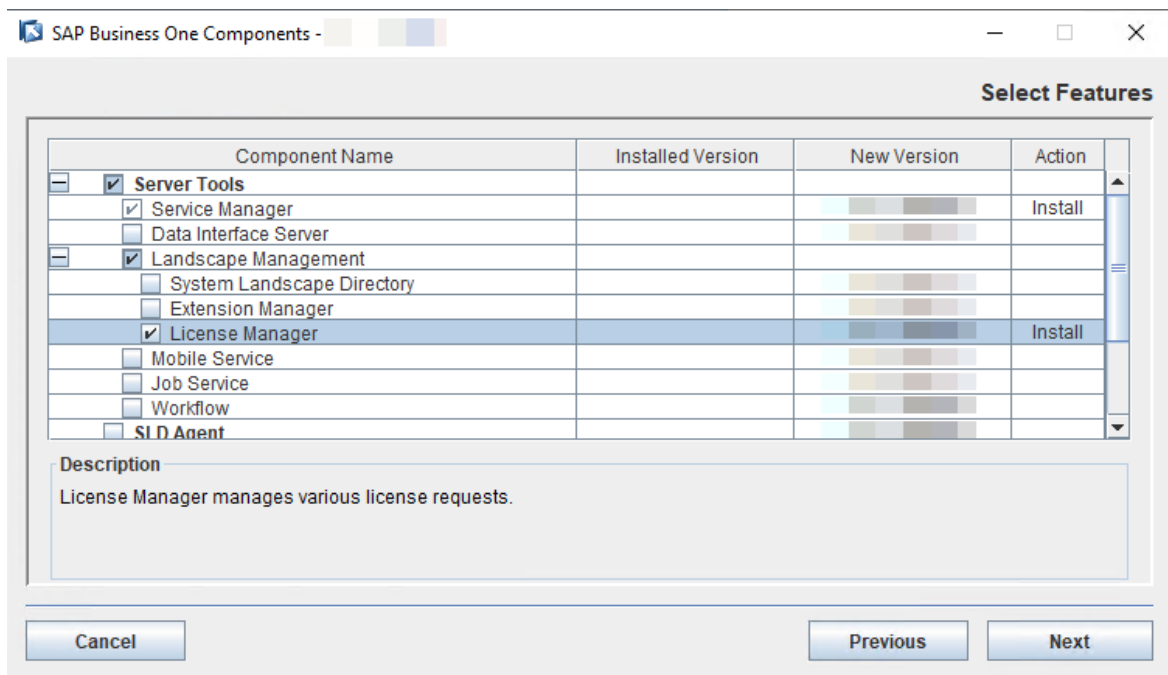 SAP Business One Components -
Select Features
Component Name Installed Version New Version Action
Server Tools
Service Manager Install
Data Interface Server
Landscape Management
System Landscape Directory
Extension Manager
License Manager Install
Mobile Service
Job Service
Workflow
SLD Agent
Description
License Manager manages various license requests.
Cancel Previous Next